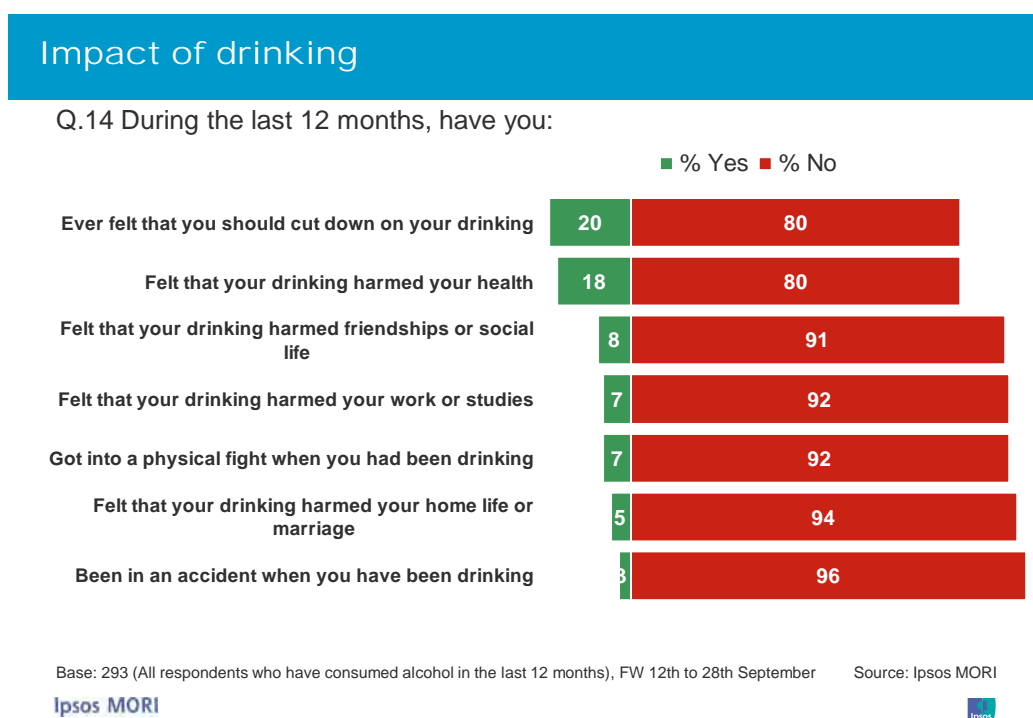 Impact of drinking
Q.14 During the last 12 months, have you:
% Yes % No
Ever felt that you should cut down on your drinking 20 80
Felt that your drinking harmed your health 18 80
Felt that your drinking harmed friendships or social
life 8 91
Felt that your drinking harmed your work or studies 7 92
Got into a physical fight when you had been drinking 7 92
Felt that your drinking harmed your home life or
marriage 5 94
Been in an accident when you have been drinking 3 96
Base: 293 (All respondents who have consumed alcohol in the last 12 months), FW 12th to 28th September Source: Ipsos MORI
Ipsos MORI
Ipsos